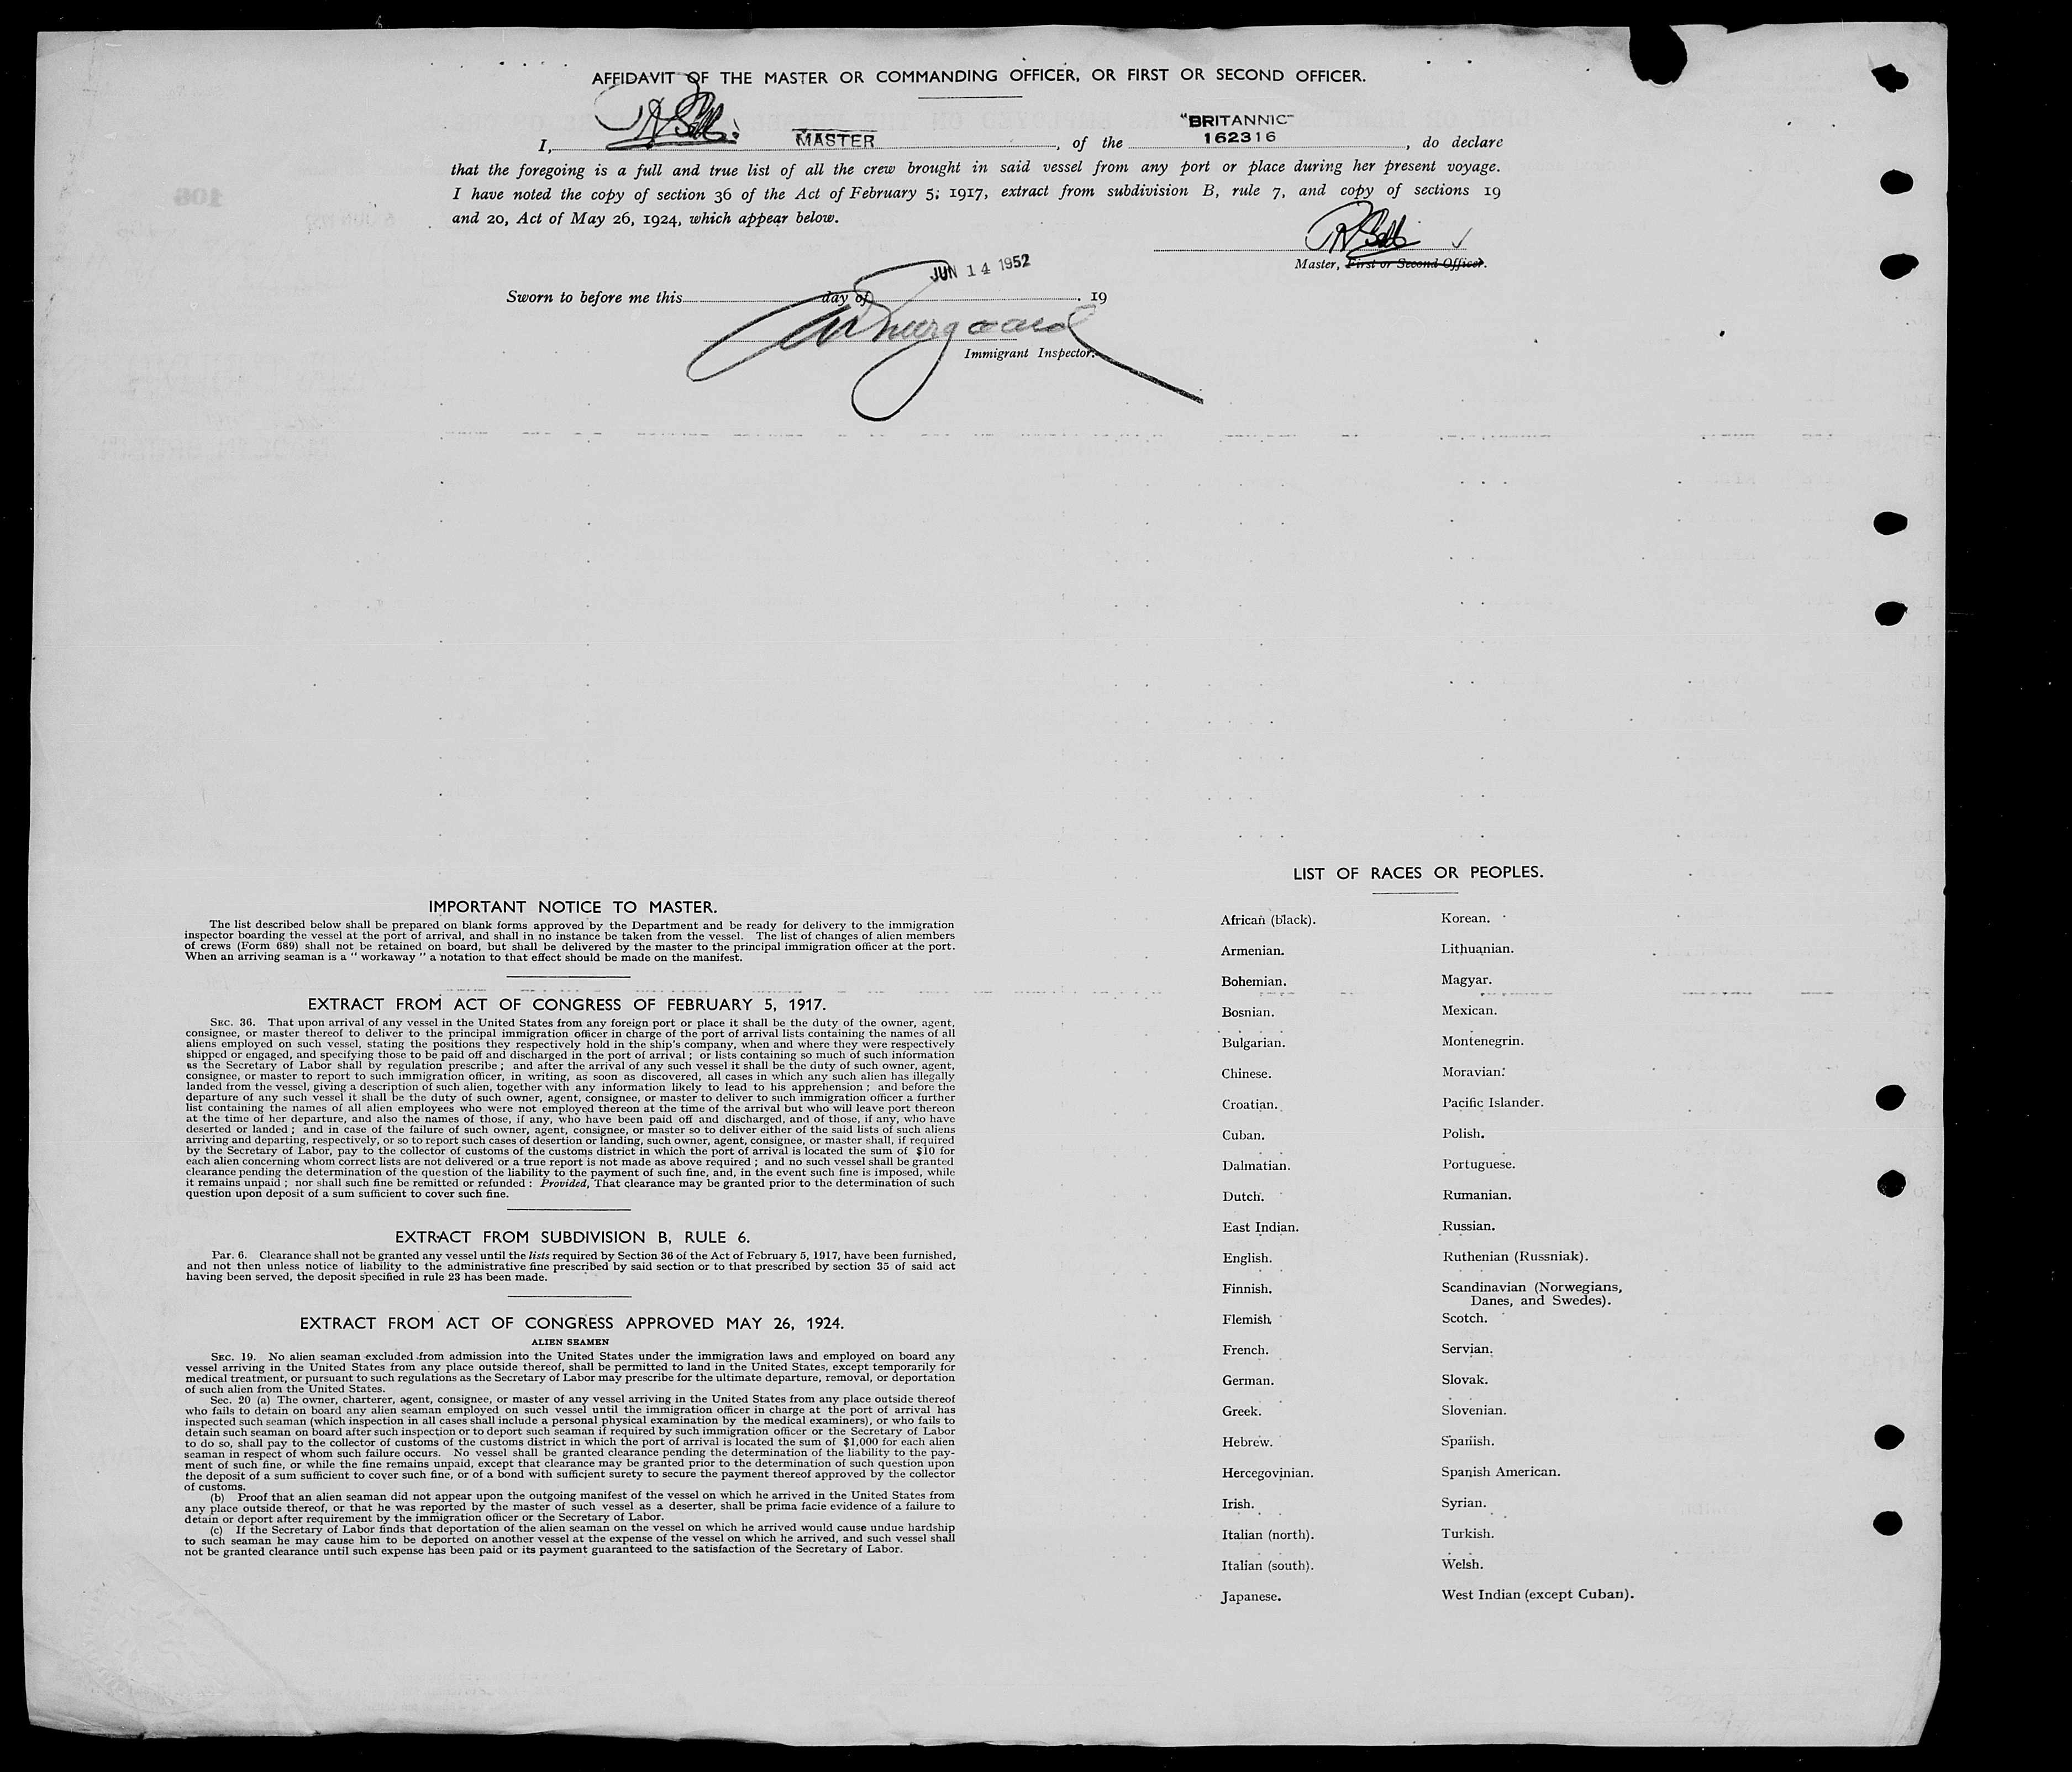 AFFIDAVIT OF THE MASTER OR COMMANDING OFFICER, OR FIRST OR SECOND OFFICER.
"BRITANNIC"
I, MASTER , of the 162316 , do declare
that the foregoing is a full and true list of all the crew brought in said vessel from any port or place during her present voyage.
I have noted the copy of section 36 of the Act of February 5, 1917, extract from subdivision B, rule 7, and copy of sections 19
and 20, Act of May 26, 1924, which appear below.
Master, First or Second Officer.
JUN 14 1952
Sworn to before me this day of . 19
Immigrant Inspector.
IMPORTANT NOTICE TO MASTER.
The list described below shall be prepared on blank forms approved by the Department and be ready for delivery to the immigration
inspector boarding the vessel at the port of arrival, and shall in no instance be taken from the vessel. The list of changes of alien members
of crews (Form 689) shall not be retained on board, but shall be delivered by the master to the principal immigration officer at the port.
When an arriving seaman is a " workaway " a notation to that effect should be made on the manifest.
EXTRACT FROM ACT OF CONGRESS OF FEBRUARY 5, 1917.
SEC. 36. That upon arrival of any vessel in the United States from any foreign port or place it shall be the duty of the owner, agent,
consignee, or master thereof to deliver to the principal immigration officer in charge of the port of arrival lists containing the names of all
aliens employed on such vessel, stating the positions they respectively hold in the ship's company, when and where they were respectively
shipped or engaged, and specifying those to be paid off and discharged in the port of arrival ; or lists containing so much of such information
as the Secretary of Labor shall by regulation prescribe ; and after the arrival of any such vessel it shall be the duty of such owner, agent,
consignee, or master to report to such immigration officer, in writing, as soon as discovered, all cases in which any such alien has illegally
landed from the vessel, giving a description of such alien, together with any information likely to lead to his apprehension ; and before the
departure of any such vessel it shall be the duty of such owner, agent, consignee, or master to deliver to such immigration officer a further
list containing the names of all alien employees who were not employed thereon at the time of the arrival but who will leave port thereon
at the time of her departure, and also the names of those, if any, who have been paid off and discharged, and of those, if any, who have
deserted or landed ; and in case of the failure of such owner, agent, consignee, or master so to deliver either of the said lists of such aliens
arriving and departing, respectively, or so to report such cases of desertion or landing, such owner, agent, consignee, or master shall, if required
by the Secretary of Labor, pay to the collector of customs of the customs district in which the port of arrival is located the sum of $10 for
each alien concerning whom correct lists are not delivered or a true report is not made as above required ; and no such vessel shall be granted
clearance pending the determination of the question of the liability to the payment of such fine, and, in the event such fine is imposed, while
it remains unpaid ; nor shall such fine be remitted or refunded : Provided, That clearance may be granted prior to the determination of such
question upon deposit of a sum sufficient to cover such fine.
EXTRACT FROM SUBDIVISION B, RULE 6.
Par. 6. Clearance shall not be granted any vessel until the lists required by Section 36 of the Act of February 5, 1917, have been furnished,
and not then unless notice of liability to the administrative fine prescribed by said section or to that prescribed by section 35 of said act
having been served, the deposit specified in rule 23 has been made.
EXTRACT FROM ACT OF CONGRESS APPROVED MAY 26, 1924.
ALIEN SEAMEN
SEC. 19. No alien seaman excluded from admission into the United States under the immigration laws and employed on board any
vessel arriving in the United States from any place outside thereof, shall be permitted to land in the United States, except temporarily for
medical treatment, or pursuant to such regulations as the Secretary of Labor may prescribe for the ultimate departure, removal, or deportation
of such alien from the United States.
Sec. 20 (a) The owner, charterer, agent, consignee, or master of any vessel arriving in the United States from any place outside thereof
who fails to detain on board any alien seaman employed on such vessel until the immigration officer in charge at the port of arrival has
inspected such seaman (which inspection in all cases shall include a personal physical examination by the medical examiners), or who fails to
detain such seaman on board after such inspection or to deport such seaman if required by such immigration officer or the Secretary of Labor
to do so, shall pay to the collector of customs of the customs district in which the port of arrival is located the sum of $1,000 for each alien
seaman in respect of whom such failure occurs. No vessel shall be granted clearance pending the determination of the liability to the pay-
ment of such fine, or while the fine remains unpaid, except that clearance may be granted prior to the determination of such question upon
the deposit of a sum sufficient to cover such fine, or of a bond with sufficient surety to secure the payment thereof approved by the collector
of customs.
(b) Proof that an alien seaman did not appear upon the outgoing manifest of the vessel on which he arrived in the United States from
any place outside thereof, or that he was reported by the master of such vessel as a deserter, shall be prima facie evidence of a failure to
detain or deport after requirement by the immigration officer or the Secretary of Labor.
(c) If the Secretary of Labor finds that deportation of the alien seaman on the vessel on which he arrived would cause undue hardship
to such seaman he may cause him to be deported on another vessel at the expense of the vessel on which he arrived, and such vessel shall
not be granted clearance until such expense has been paid or its payment guaranteed to the satisfaction of the Secretary of Labor.
LIST OF RACES OR PEOPLES.
African (black).
Armenian.
Bohemian.
Bosnian.
Bulgarian.
Chinese.
Croatian.
Cuban.
Dalmatian.
Dutch.
East Indian.
English.
Finnish.
Flemish
French.
German.
Greek.
Hebrew.
Hercegovinian.
Irish.
Italian (north).
Italian (south).
Japanese.
Korean.
Lithuanian.
Magyar.
Mexican.
Montenegrin.
Moravian.
Pacific Islander.
Polish.
Portuguese.
Rumanian.
Russian.
Ruthenian (Russniak).
Scandinavian (Norwegians,
Danes, and Swedes).
Scotch.
Servian.
Slovak.
Slovenian.
Spanish.
Spanish American.
Syrian.
Turkish.
Welsh.
West Indian (except Cuban).